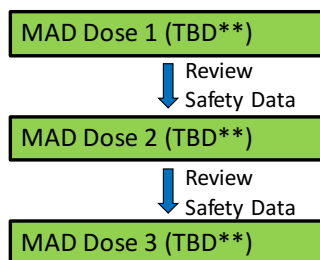 MAD Dose 1 (TBD**)
Review
Safety Data
MAD Dose 2 (TBD**)
Review
Safety Data
MAD Dose 3 (TBD**)